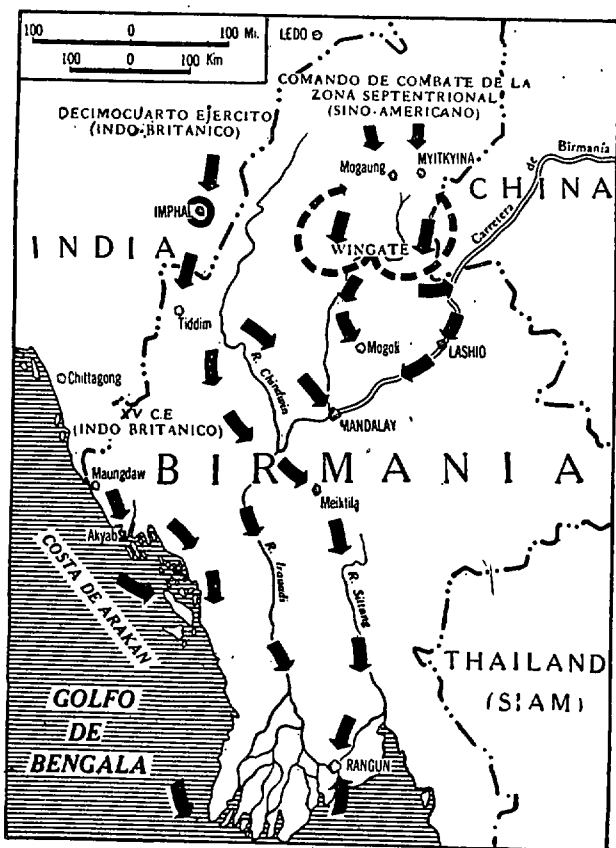 100 0 100 Mi.
100 0 100 Km
LEDO
COMANDO DE COMBATE DE LA
ZONA SEPTENTRIONAL
(SINO-AMERICANO)
DECIMOCUARTO EJERCITO
(INDO-BRITANICO)
Mogaung
MYITKYINA
Carretera de Birmania
CHINA
IMPHAL
INDIA
WINGATE
Tiddim
Mogok
LASHIO
R. Chindwin
Chittagong
XV C.E
(INDO BRITANICO)
MANDALAY
BIRMANIA
Maungdaw
Meiktila
Akyab
COSTA DE ARAKAN
R. Irauadi
R. Sittang
THAILAND
(SIAM)
GOLFO
DE
BENGALA
RANGUN